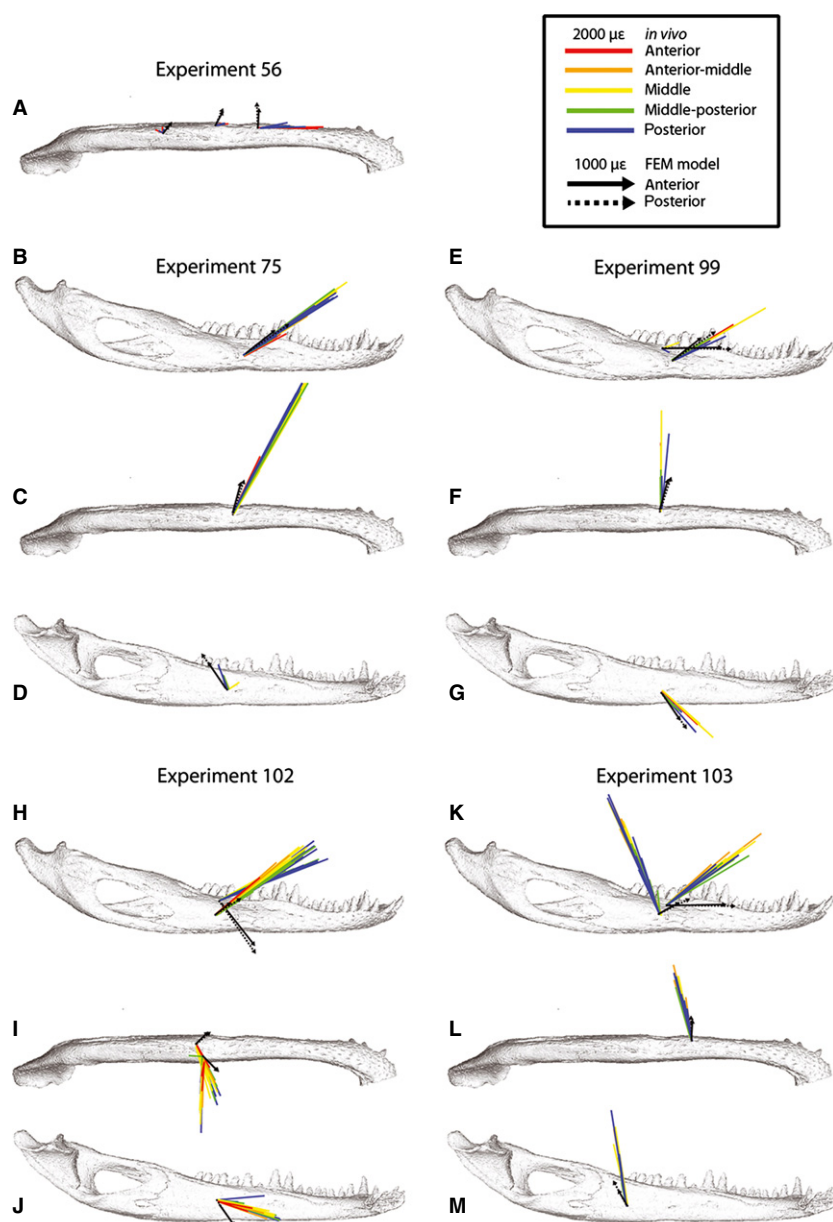 2000 µε in vivo
Anterior
Anterior-middle
Middle
Middle-posterior
Posterior
1000 µε FEM model
Anterior
Posterior
Experiment 56
A
B
Experiment 75
E
Experiment 99
C
F
D
G
Experiment 102
Experiment 103
H
K
I
L
J
M